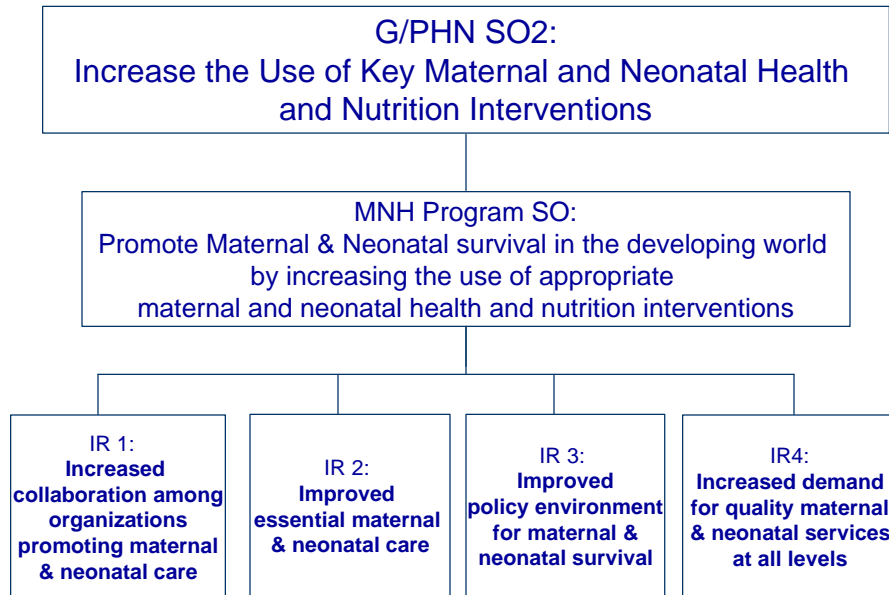 G/PHN SO2:
Increase the Use of Key Maternal and Neonatal Health
and Nutrition Interventions
MNH Program SO:
Promote Maternal & Neonatal survival in the developing world
by increasing the use of appropriate
maternal and neonatal health and nutrition interventions
IR 1:
Increased
collaboration among
organizations
promoting maternal
& neonatal care
IR 2:
Improved
essential maternal
& neonatal care
IR 3:
Improved
policy environment
for maternal &
neonatal survival
IR4:
Increased demand
for quality maternal
& neonatal services
at all levels